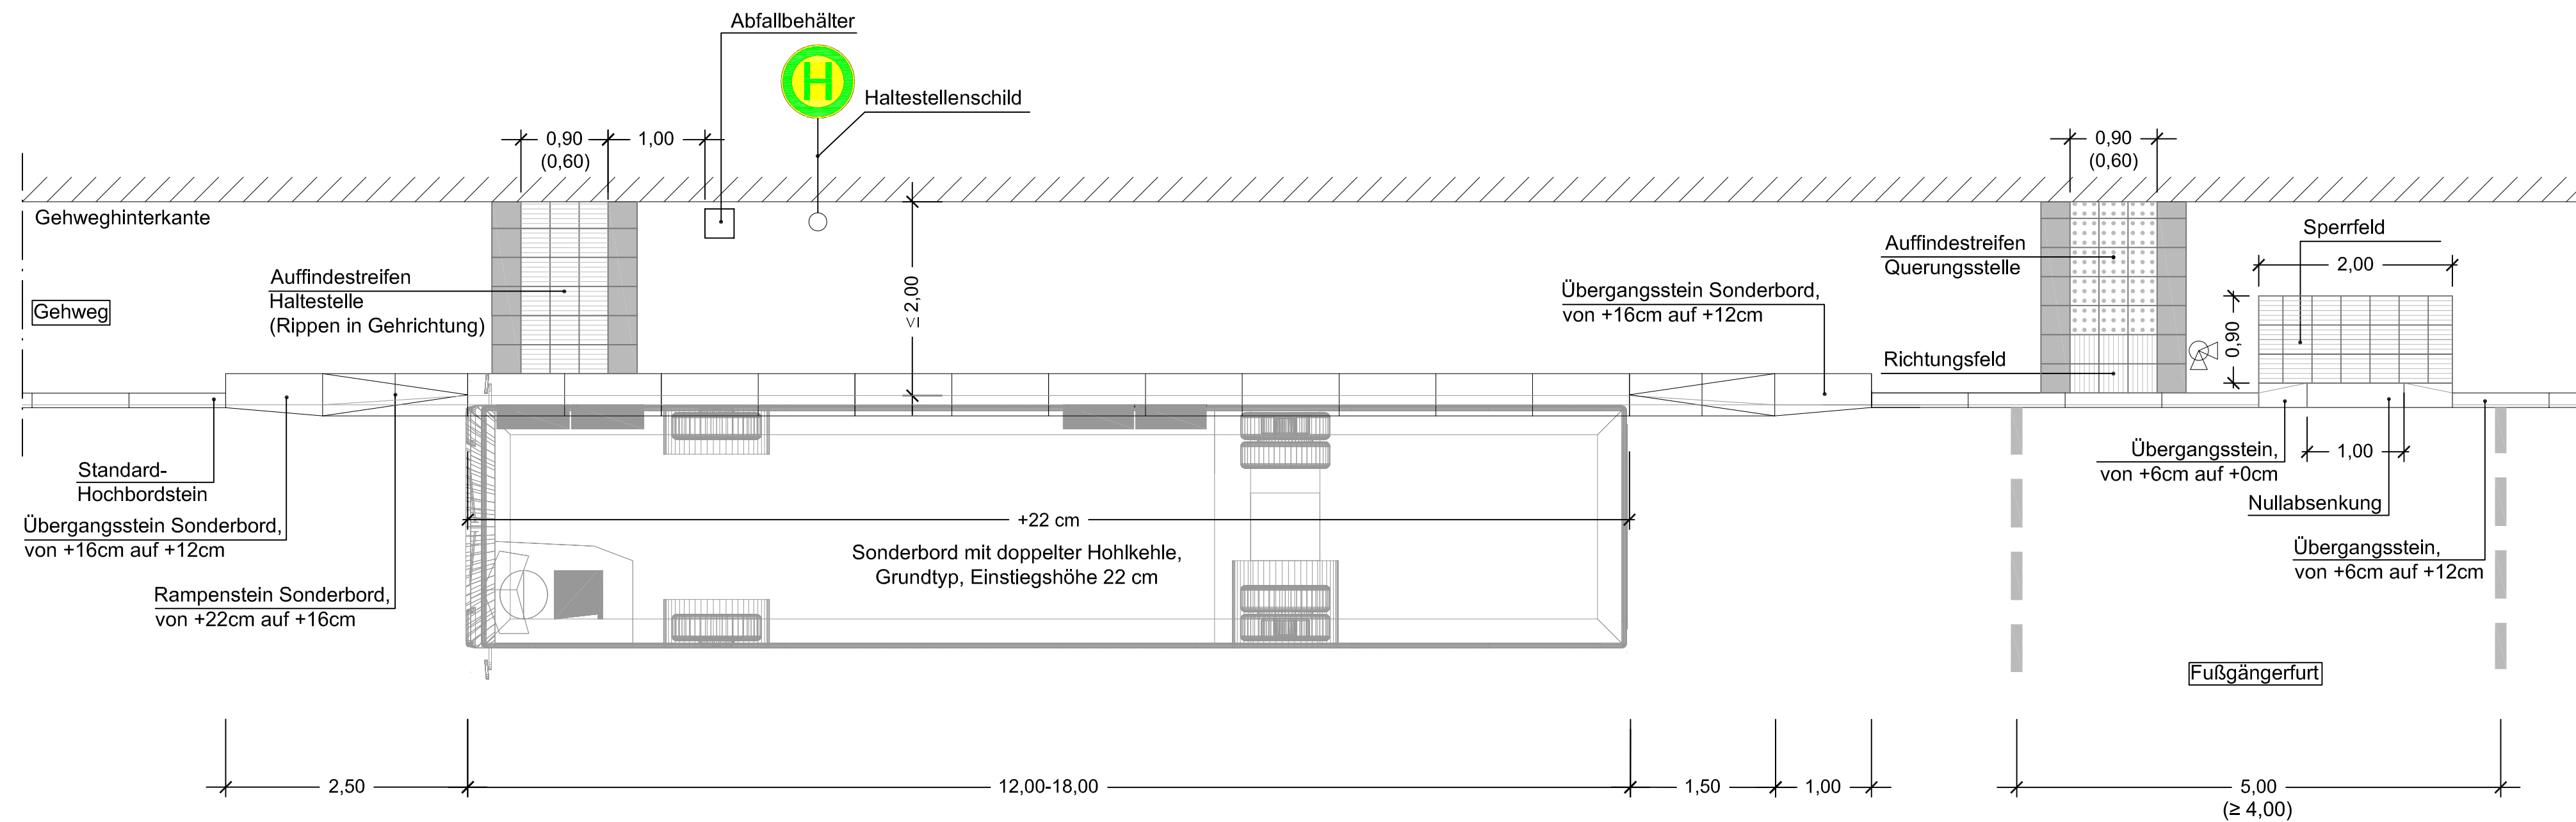 Abfallbehälter
H
Haltestellenschild
0,90
(0,60)
1,00
0,90
(0,60)
Gehweghinterkante
Gehweg
Auffindestreifen
Haltestelle
(Rippen in Gehrichtung)
≤ 2,00
Übergangsstein Sonderbord,
von +16cm auf +12cm
Auffindestreifen
Querungsstelle
Richtungsfeld
Sperrfeld
2,00
0,90
Standard-
Hochbordstein
Übergangsstein Sonderbord,
von +16cm auf +12cm
Rampenstein Sonderbord,
von +22cm auf +16cm
+22 cm
Sonderbord mit doppelter Hohlkehle,
Grundtyp, Einstiegshöhe 22 cm
Übergangsstein,
von +6cm auf +0cm
1,00
Nullabsenkung
Übergangsstein,
von +6cm auf +12cm
Fußgängerfurt
2,50
12,00-18,00
1,50
1,00
5,00
(≥ 4,00)